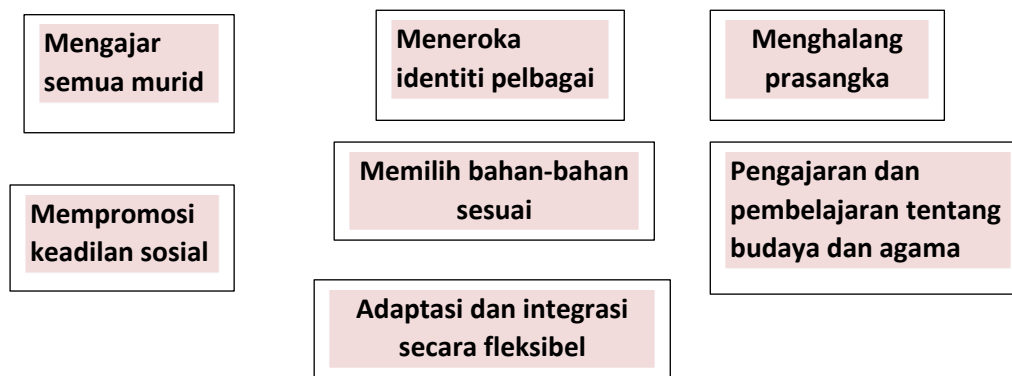 Mengajar
semua murid
Meneroka
identiti pelbagai
Menghalang
prasangka
Mempromosi
keadilan sosial
Memilih bahan-bahan
sesuai
Pengajaran dan
pembelajaran tentang
budaya dan agama
Adaptasi dan integrasi
secara fleksibel